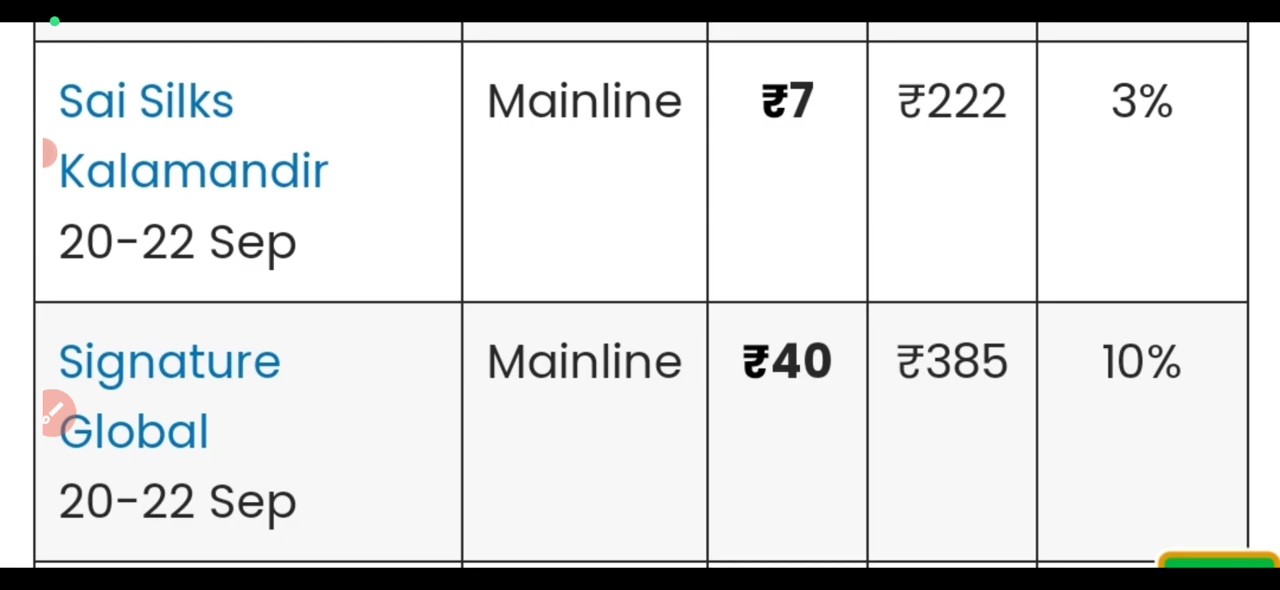 Sai Silks Mainline ₹7 ₹222 3%
Kalamandir
20-22 Sep
Signature Mainline ₹40 ₹385 10%
Global
20-22 Sep